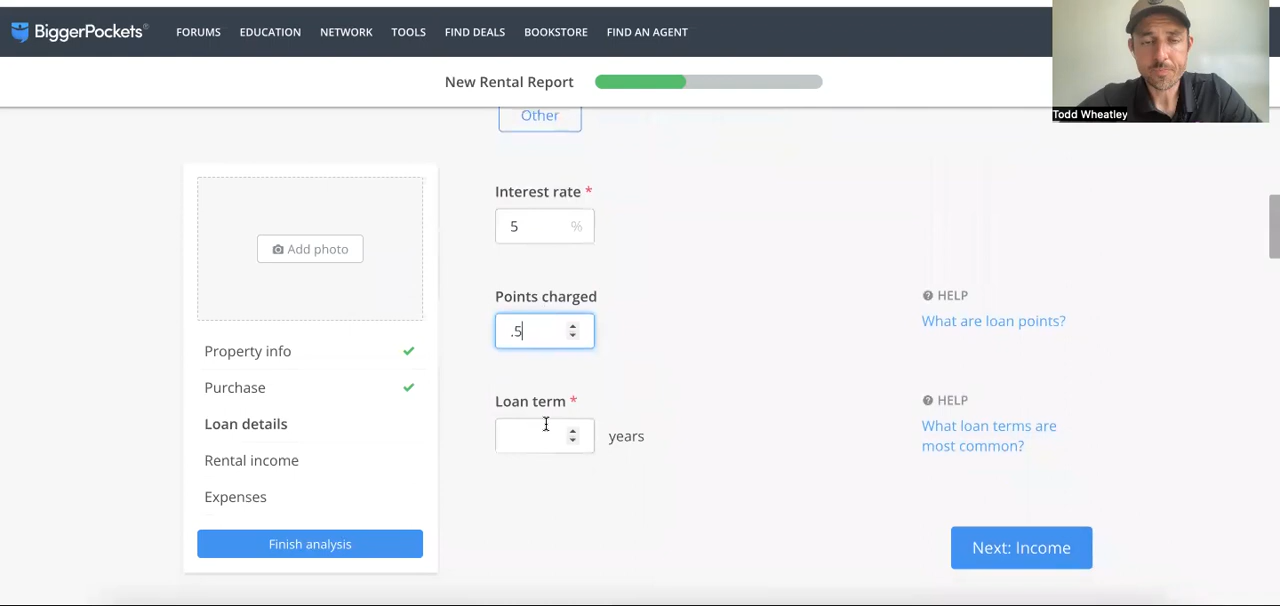 BiggerPockets®
FORUMS EDUCATION NETWORK TOOLS FIND DEALS BOOKSTORE FIND AN AGENT
New Rental Report
Todd Wheatley
Other
Add photo
Property info
Purchase
Loan details
Rental income
Expenses
Finish analysis
Interest rate *
5 %
Points charged
.5
HELP
What are loan points?
Loan term *
years
HELP
What loan terms are
most common?
Next: Income